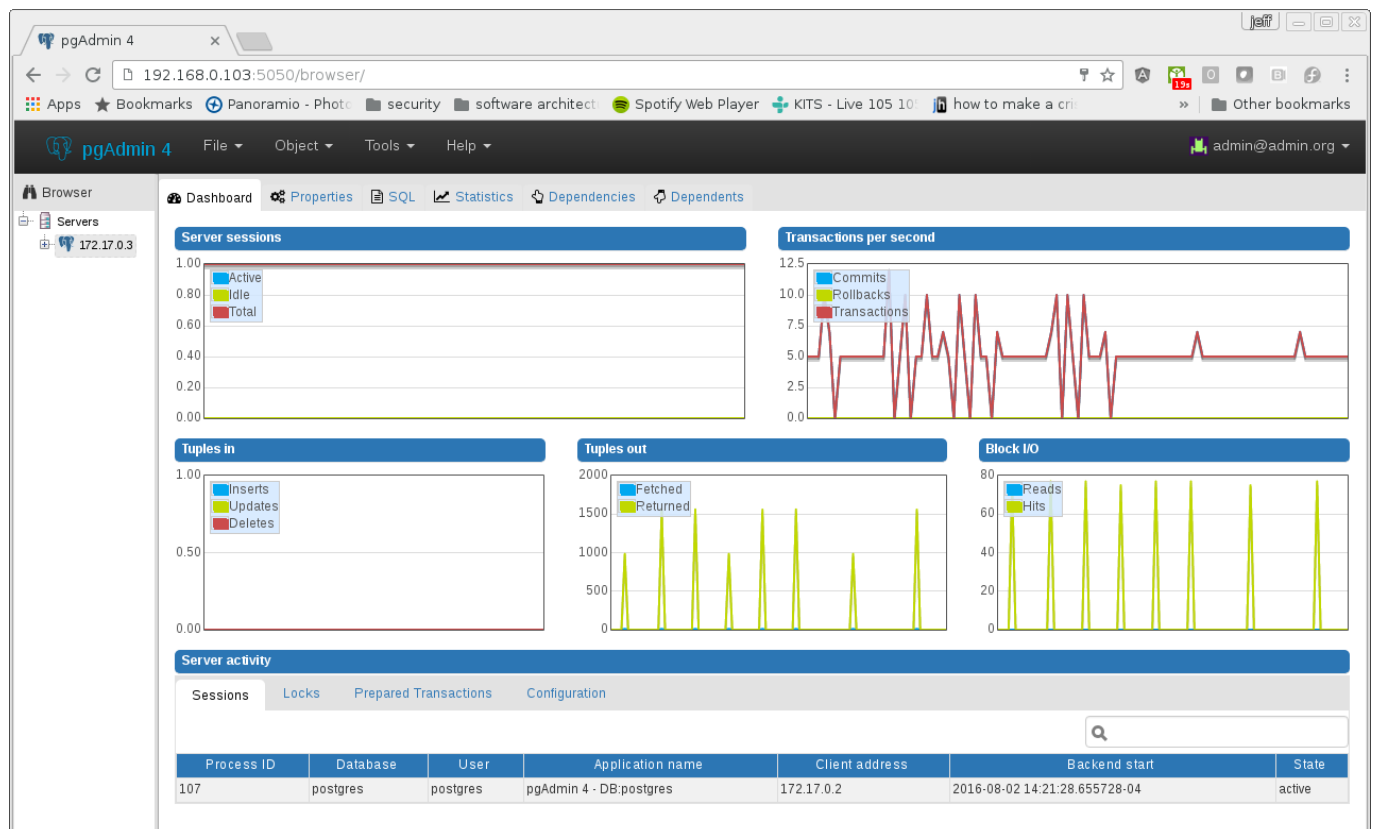 jeff
pgAdmin 4
192.168.0.103:5050/browser/
19s
Apps Bookmarks Panoramio - Photo security software archit Spotify Web Player KITS - Live 105 10 how to make a cri » Other bookmarks
pgAdmin 4 File Object Tools Help admin@admin.org
Browser
Dashboard Properties SQL Statistics Dependencies Dependents
Servers
172.17.0.3
Server sessions
1.00
0.80
0.60
0.40
0.20
0.00
Active
Idle
Total
Transactions per second
12.5
10.0
7.5
5.0
2.5
0.0
Commits
Rollbacks
Transactions
Tuples in
1.00
0.50
0.00
Inserts
Updates
Deletes
Tuples out
2000
1500
1000
500
0
Fetched
Returned
Block I/O
80
60
40
20
0
Reads
Hits
Server activity
Sessions Locks Prepared Transactions Configuration
Process ID Database User Application name Client address Backend start State
107 postgres postgres pgAdmin 4 - DB:postgres 172.17.0.2 2016-08-02 14:21:28.655728-04 active